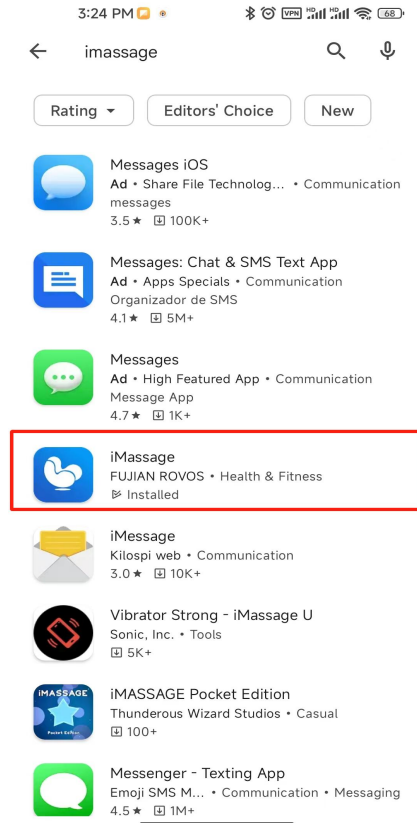 3:24 PM
VPN HD HD 68
imassage
Rating
Editors' Choice
New
Messages iOS
Ad • Share File Technolog... • Communication
messages
3.5★ 100K+
Messages: Chat & SMS Text App
Ad • Apps Specials • Communication
Organizador de SMS
4.1★ 5M+
Messages
Ad • High Featured App • Communication
Message App
4.7★ 1K+
iMassage
FUJIAN ROVOS • Health & Fitness
Installed
iMessage
Kilospi web • Communication
3.0★ 10K+
Vibrator Strong - iMassage U
Sonic, Inc. • Tools
5K+
iMASSAGE
Pocket Edition
iMASSAGE Pocket Edition
Thunderous Wizard Studios • Casual
100+
Messenger - Texting App
Emoji SMS M... • Communication • Messaging
4.5★ 1M+